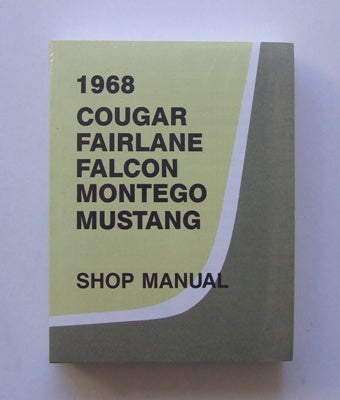 1968
COUGAR
FAIRLANE
FALCON
MONTEGO
MUSTANG
SHOP MANUAL